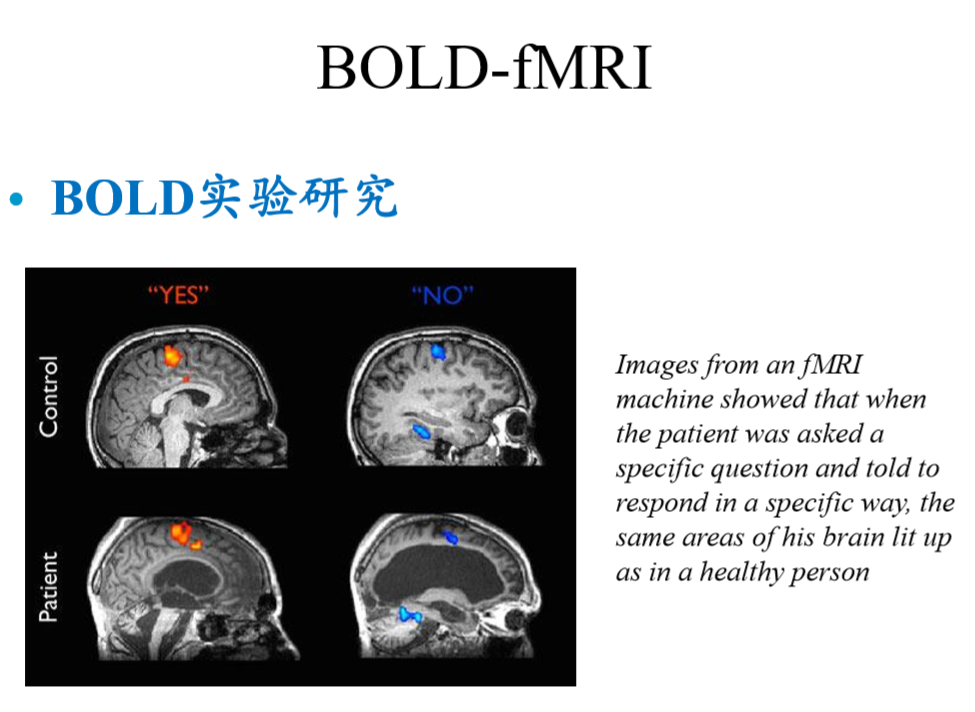 BOLD-fMRI
• BOLD实验研究
“YES”
“NO”
Control
Patient
Images from an fMRI
machine showed that when
the patient was asked a
specific question and told to
respond in a specific way, the
same areas of his brain lit up
as in a healthy person